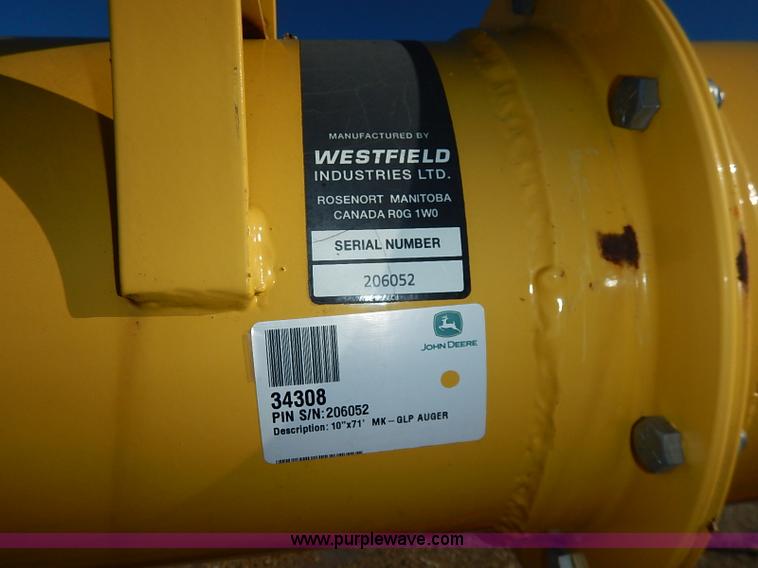 MANUFACTURED BY
WESTFIELD
INDUSTRIES LTD.
ROSENORT MANITOBA
CANADA R0G 1W0
SERIAL NUMBER
206052
JOHN DEERE
34308
PIN S/N:206052
Description: 10"x71' MK-GLP AUGER
www.purplewave.com